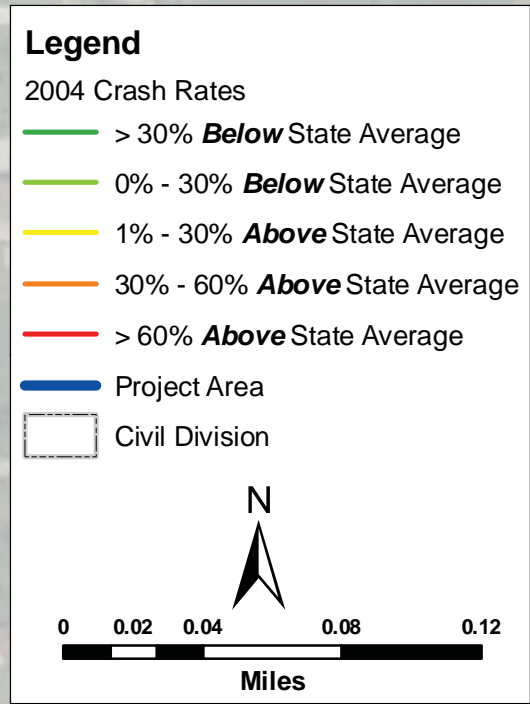 Legend
2004 Crash Rates
> 30% Below State Average
0% - 30% Below State Average
1% - 30% Above State Average
30% - 60% Above State Average
> 60% Above State Average
Project Area
Civil Division
N
0 0.02 0.04 0.08 0.12
Miles